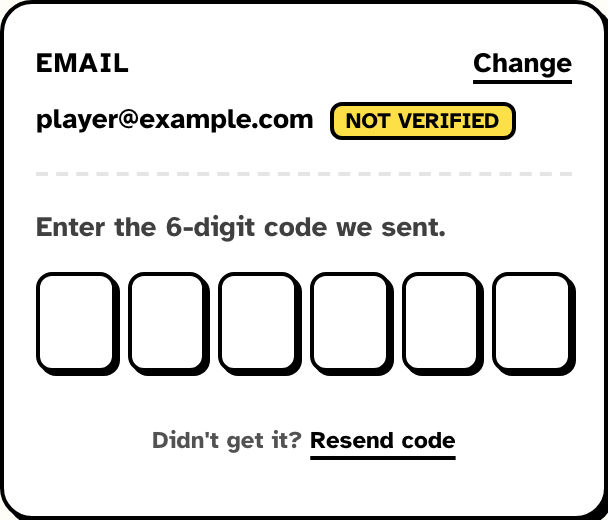 EMAIL Change
player@example.com NOT VERIFIED
Enter the 6-digit code we sent.
Didn't get it? Resend code